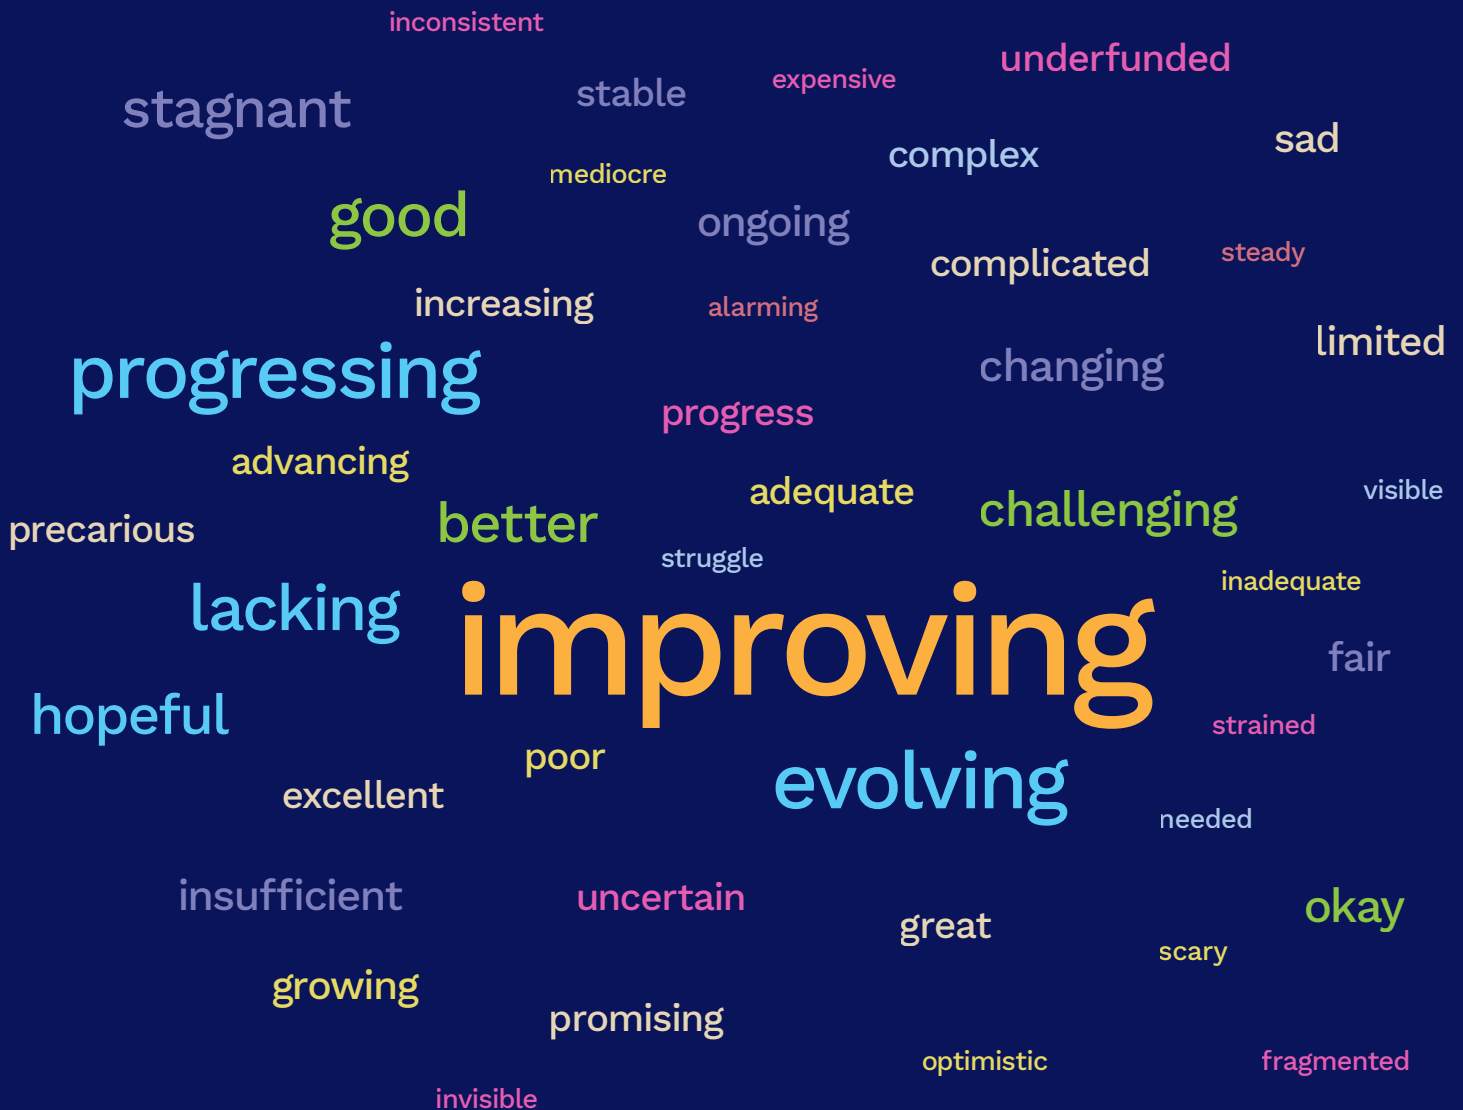 inconsistent
underfunded
expensive
stable
stagnant
sad
complex
mediocre
good
ongoing
steady
complicated
increasing
alarming
limited
changing
progressing
progress
advancing
adequate
visible
challenging
better
precarious
struggle
inadequate
lacking
improving
fair
hopeful
strained
poor
evolving
excellent
needed
insufficient
uncertain
okay
great
scary
growing
promising
optimistic
fragmented
invisible